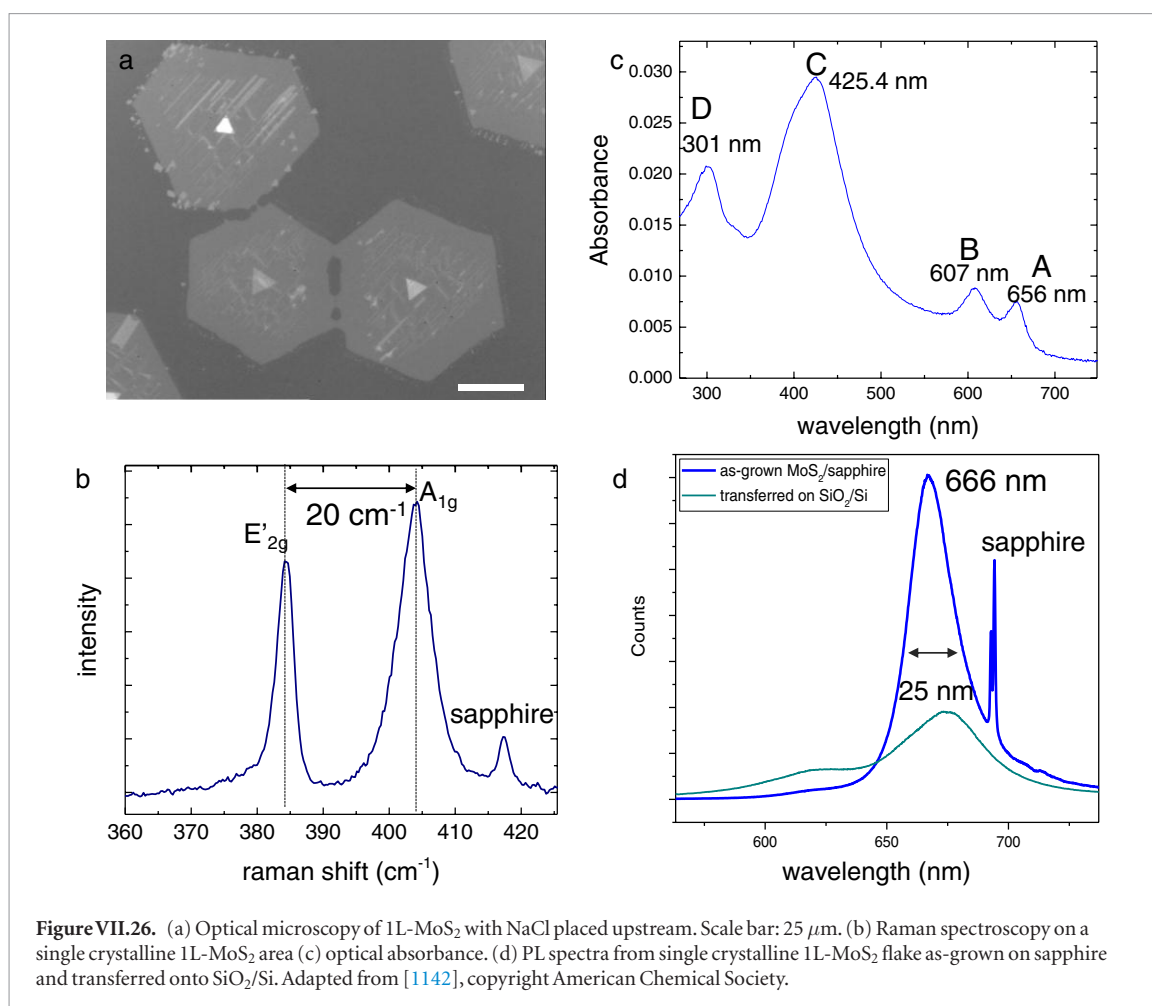 a
c
C
425.4 nm
D
301 nm
B
607 nm
A
656 nm
0.030
0.025
0.020
0.015
0.010
0.005
0.000
Absorbance
300 400 500 600 700
wavelength (nm)
b
20 cm⁻¹
A₁g
E'₂g
sapphire
intensity
360 370 380 390 400 410 420
raman shift (cm⁻¹)
as-grown MoS₂/sapphire
transferred on SiO₂/Si
d
666 nm
sapphire
25 nm
Counts
600 650 700
wavelength (nm)
Figure VII.26. (a) Optical microscopy of 1L-MoS₂ with NaCl placed upstream. Scale bar: 25 μm. (b) Raman spectroscopy on a
single crystalline 1L-MoS₂ area (c) optical absorbance. (d) PL spectra from single crystalline 1L-MoS₂ flake as-grown on sapphire
and transferred onto SiO₂/Si. Adapted from [1142], copyright American Chemical Society.